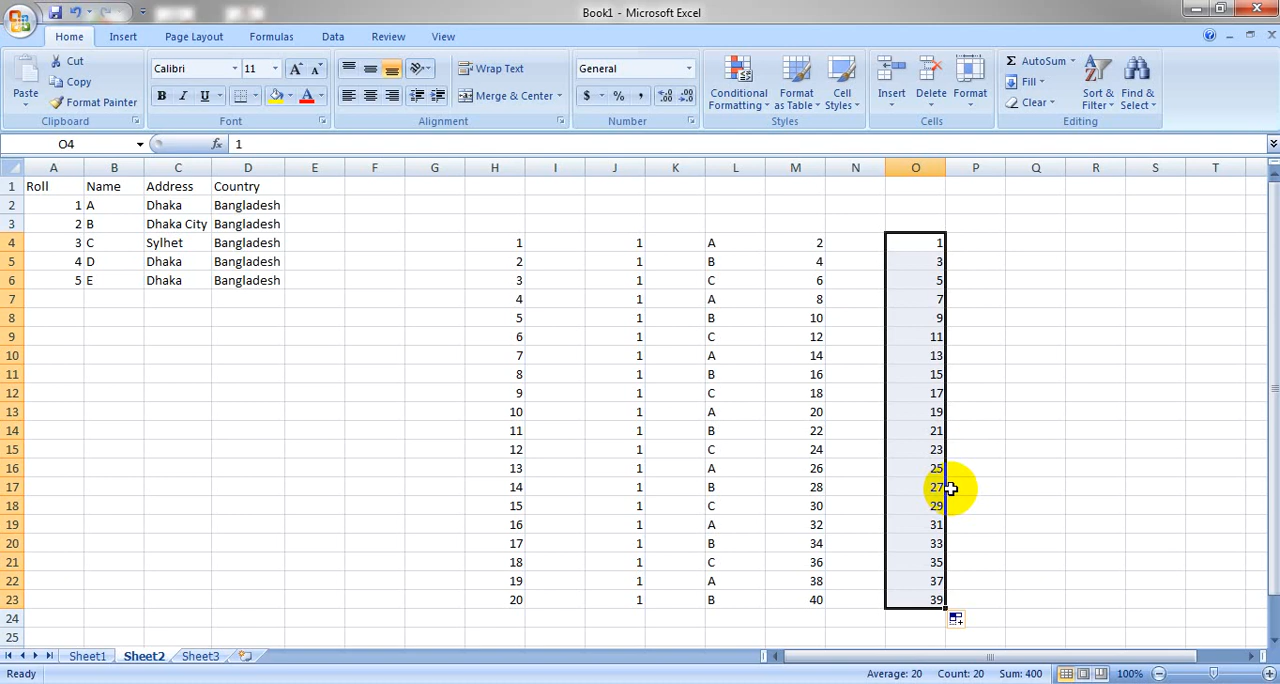 Book1 - Microsoft Excel
Home Insert Page Layout Formulas Data Review View
Paste Cut Copy Format Painter Clipboard
Calibri 11 A A B I U A Font
Wrap Text Merge & Center Alignment
General $ % , .0 .00 .00 .0 Number
Conditional Formatting Format as Table Cell Styles Styles
Insert Delete Format Cells
Σ AutoSum Fill Clear Sort & Filter Find & Select Editing
O4 fx 1
A B C D E F G H I J K L M N O P Q R S T
1 Roll Name Address Country
2 1 A Dhaka Bangladesh
3 2 B Dhaka City Bangladesh
4 3 C Sylhet Bangladesh 1 1 A 2 1
5 4 D Dhaka Bangladesh 2 1 B 4 3
6 5 E Dhaka Bangladesh 3 1 C 6 5
7 4 1 A 8 7
8 5 1 B 10 9
9 6 1 C 12 11
10 7 1 A 14 13
11 8 1 B 16 15
12 9 1 C 18 17
13 10 1 A 20 19
14 11 1 B 22 21
15 12 1 C 24 23
16 13 1 A 26 25
17 14 1 B 28 27
18 15 1 C 30 29
19 16 1 A 32 31
20 17 1 B 34 33
21 18 1 C 36 35
22 19 1 A 38 37
23 20 1 B 40 39
24
25
Sheet1 Sheet2 Sheet3
Ready Average: 20 Count: 20 Sum: 400 100%